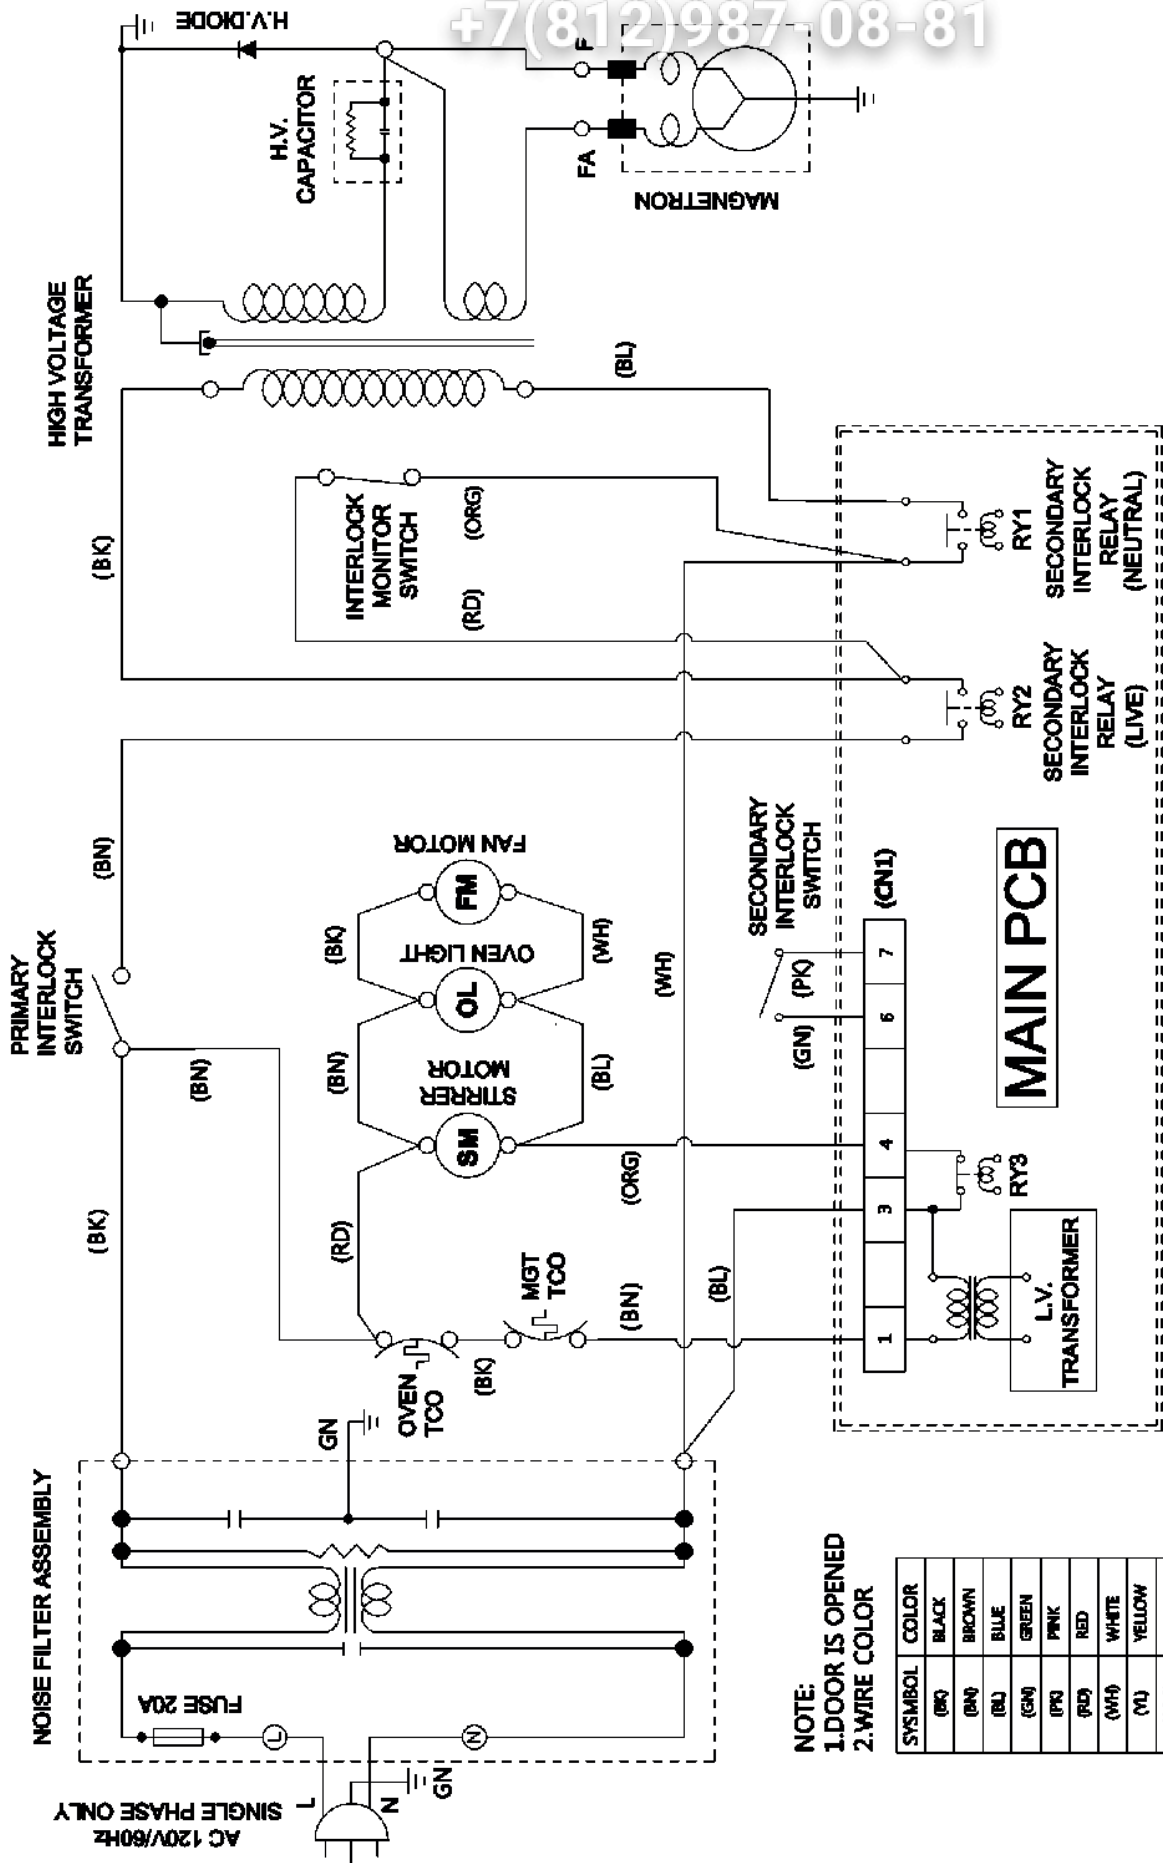 +7(812)987-08-81
H.V.DIODE
H.V.
CAPACITOR
F
FA
MAGNETRON
HIGH VOLTAGE
TRANSFORMER
(BL)
(BK)
INTERLOCK
MONITOR
SWITCH
(ORG)
(RD)
RY1
SECONDARY
INTERLOCK
RELAY
(NEUTRAL)
RY2
SECONDARY
INTERLOCK
RELAY
(LIVE)
PRIMARY
INTERLOCK
SWITCH
(BN)
(BN)
(BK)
FAN MOTOR
FM
(BK)
(WH)
OVEN LIGHT
OL
(BN)
(BL)
STIRRER
MOTOR
SM
(RD)
(ORG)
(WH)
SECONDARY
INTERLOCK
SWITCH
(PK)
(GN)
(CN1)
7
6
4
3
1
MAIN PCB
RY3
L.V.
TRANSFORMER
MGT
TCO
(BN)
(BL)
OVEN
TCO
(BK)
GN
NOISE FILTER ASSEMBLY
FUSE 20A
L
N
L
N
GN
AC 120V/60Hz
SINGLE PHASE ONLY
NOTE:
1.DOOR IS OPENED
2.WIRE COLOR
SYSMBOL COLOR
(BK) BLACK
(BN) BROWN
(BL) BLUE
(GN) GREEN
(PK) PINK
(RD) RED
(WH) WHITE
(YL) YELLOW